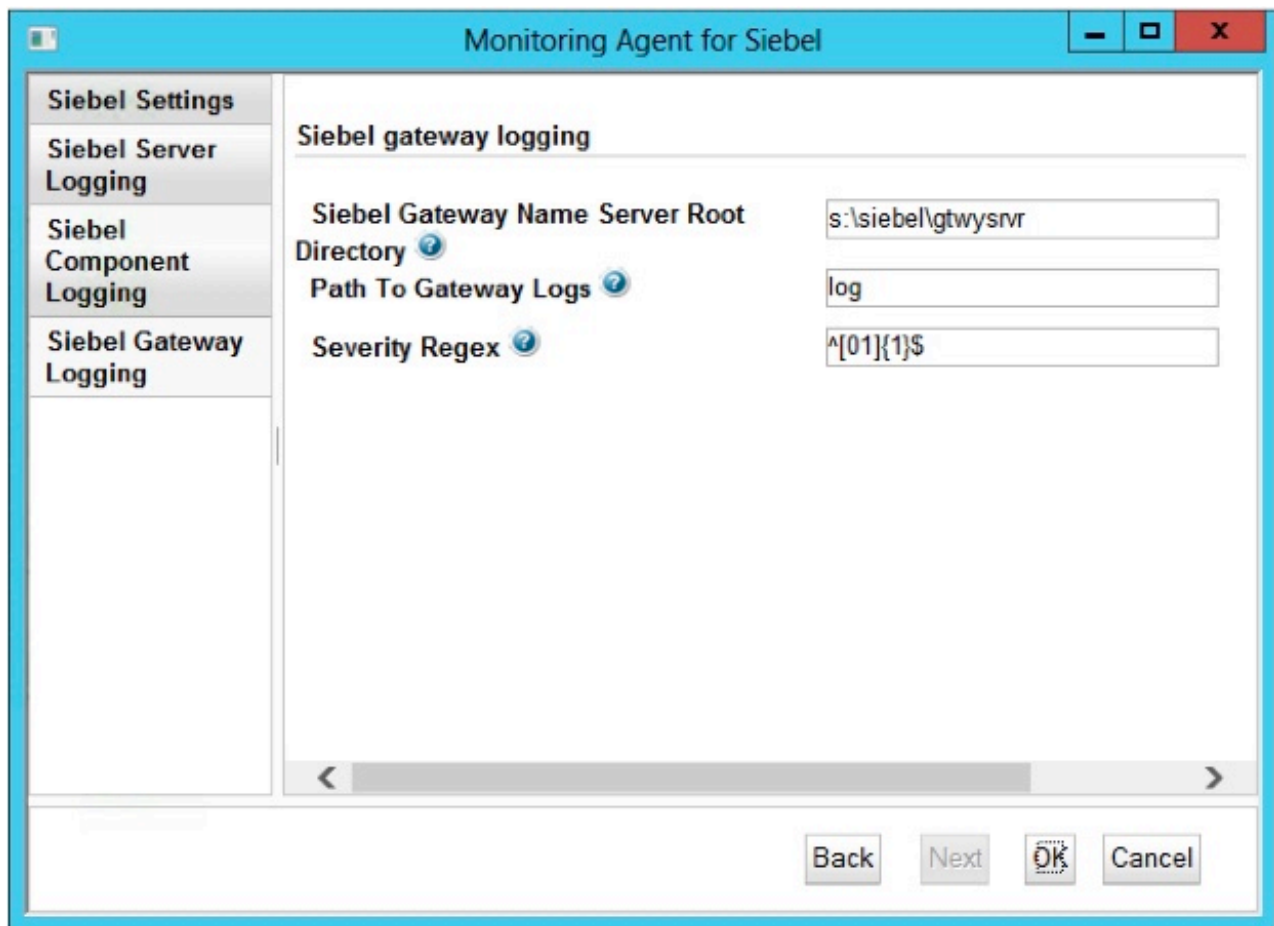 Monitoring Agent for Siebel
Siebel Settings
Siebel Server
Logging
Siebel
Component
Logging
Siebel Gateway
Logging
Siebel gateway logging
Siebel Gateway Name Server Root
Directory
s:\siebel\gtwysrvr
Path To Gateway Logs
log
Severity Regex
^[01]{1}$
Back
Next
OK
Cancel